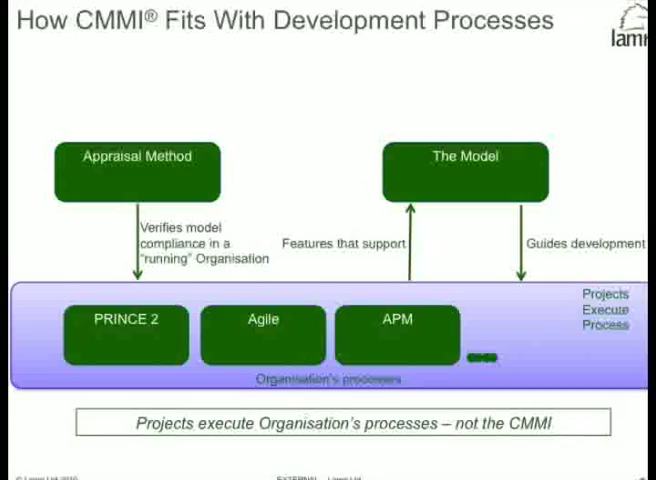 How CMMI® Fits With Development Processes
Appraisal Method
The Model
Verifies model
compliance in a
"running" Organisation
Features that support
Guides development
Projects
Execute
Process
PRINCE 2
Agile
APM
Organisation's processes
Projects execute Organisation's processes – not the CMMI